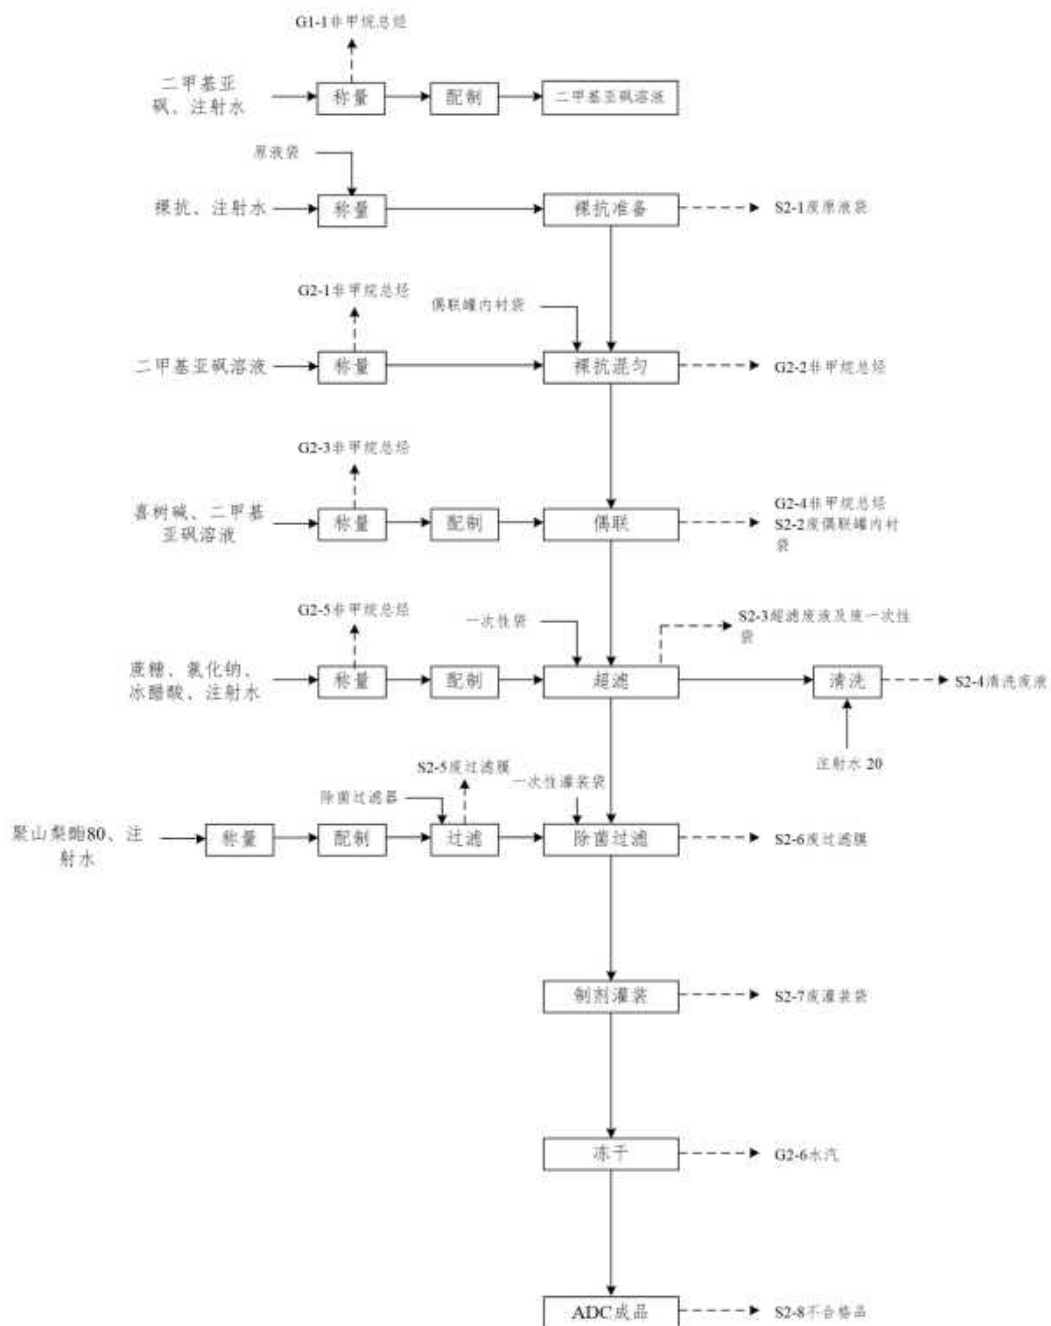 G1-1非甲烷总烃
二甲基亚
砜、注射水
称量
配制
二甲基亚砜溶液
原液袋
裸抗、注射水
称量
裸抗准备
S2-1废原液袋
G2-1非甲烷总烃
偶联罐内衬袋
二甲基亚砜溶液
称量
裸抗混匀
G2-2非甲烷总烃
G2-3非甲烷总烃
喜树碱、二甲基
亚砜溶液
称量
配制
偶联
G2-4非甲烷总烃
S2-2废偶联罐内衬
袋
G2-5非甲烷总烃
一次性袋
S2-3超滤废液及废一次性
袋
蔗糖、氯化钠、
冰醋酸、注射水
称量
配制
超滤
清洗
S2-4清洗废液
注射水 20
S2-5废过滤膜
除菌过滤器
一次性灌装袋
聚山梨酯80、注
射水
称量
配制
过滤
除菌过滤
S2-6废过滤膜
制剂灌装
S2-7废灌装袋
冻干
G2-6水汽
ADC成品
S2-8不合格品